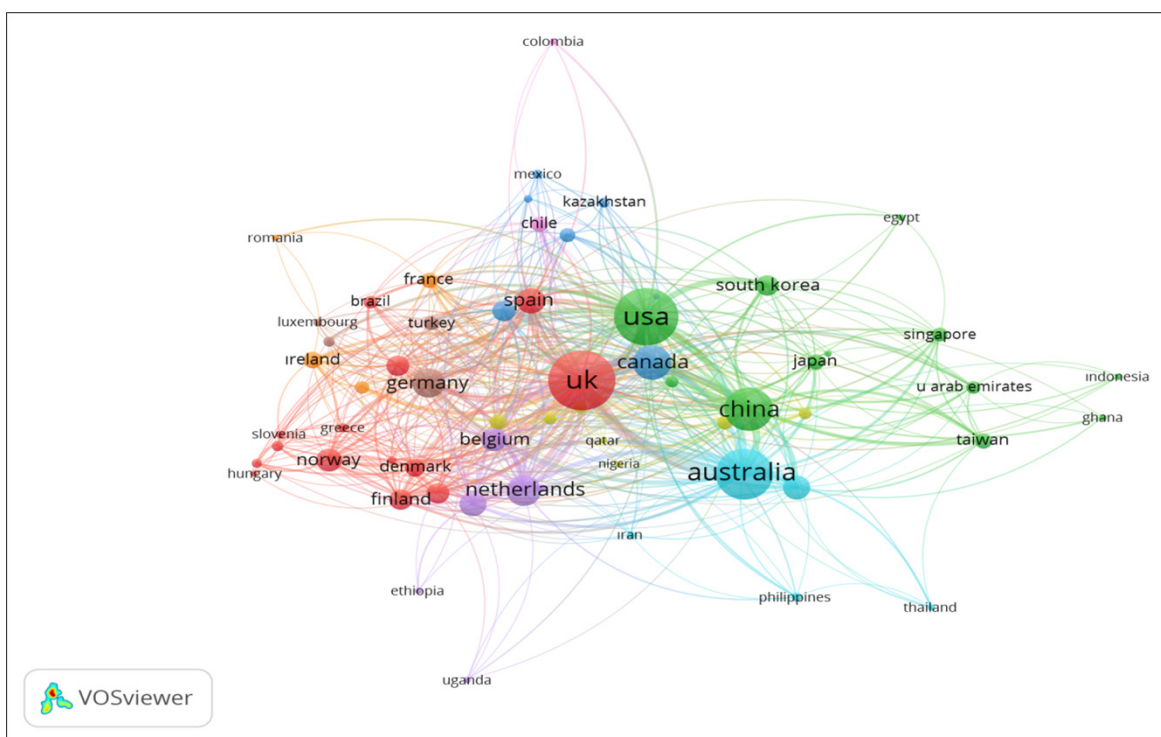 colombia
mexico
kazakhstan
egypt
chile
romania
france
south korea
spain
brazil
usa
luxembourg
turkey
singapore
ireland
japan
canada
germany
uk
indonesia
u arab emirates
china
ghana
greece
slovenia
belgium
qatar
taiwan
norway
denmark
nigeria
hungary
australia
netherlands
finland
iran
ethiopia
philippines
thailand
uganda
VOSviewer